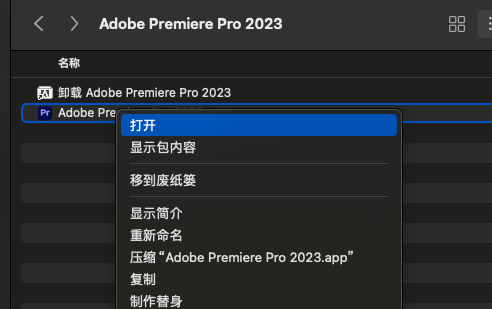 Adobe Premiere Pro 2023
名称
卸载 Adobe Premiere Pro 2023
Pr Adobe Pre
打开
显示包内容
移到废纸篓
显示简介
重新命名
压缩“Adobe Premiere Pro 2023.app”
复制
制作替身